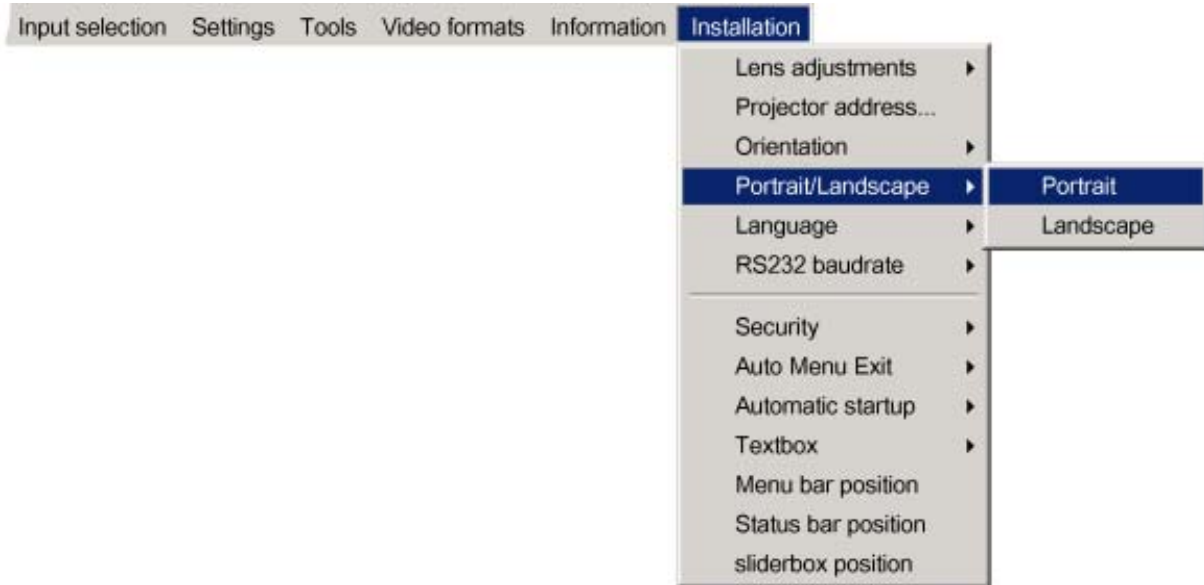 Input selection Settings Tools Video formats Information Installation
Lens adjustments
Projector address...
Orientation
Portrait/Landscape Portrait
Language Landscape
RS232 baudrate
Security
Auto Menu Exit
Automatic startup
Textbox
Menu bar position
Status bar position
sliderbox position